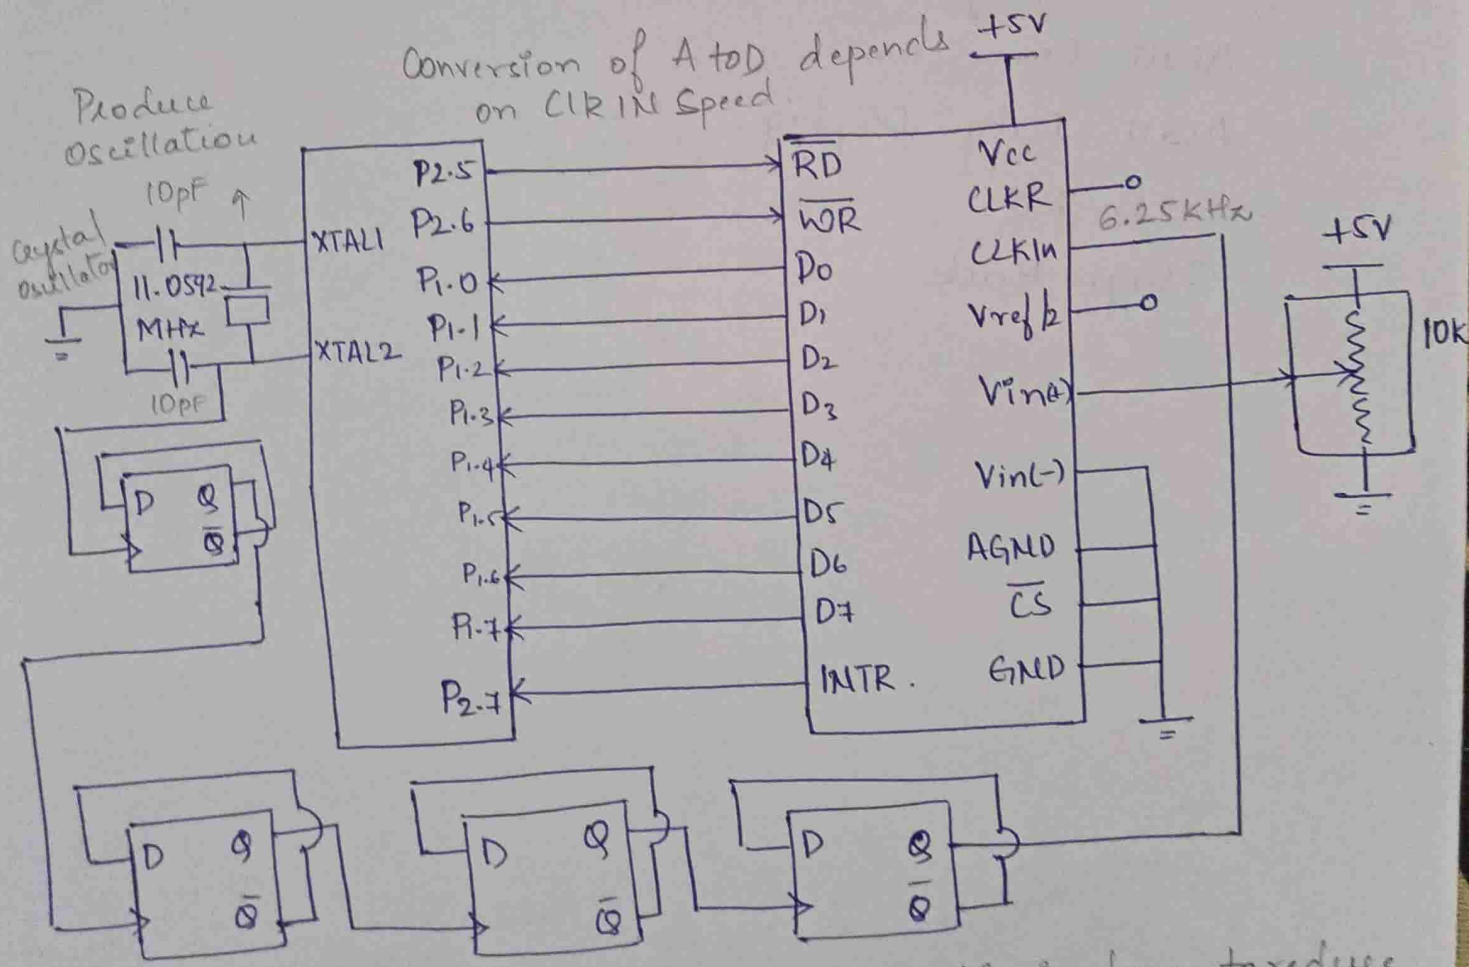 Conversion of A to D depends
on CLK IN Speed.
+5V
Produce
Oscillation
10pF
Crystal
Oscillator
11.0592
MHz
10pF
XTAL1
XTAL2
P2.5
P2.6
P1.0
P1.1
P1.2
P1.3
P1.4
P1.5
P1.6
P1.7
P2.7
RD
WR
D0
D1
D2
D3
D4
D5
D6
D7
INTR.
Vcc
CLKR
CLKIn
Vref/2
Vin(+)
Vin(-)
AGND
CS
GND
6.25KHz
+5V
10K
D Q
Q
D Q
Q
D Q
Q
D Q
Q
to reduce